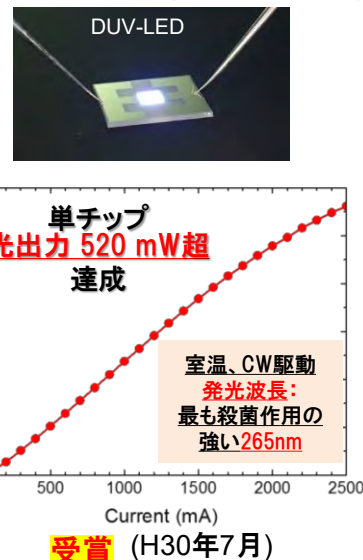 DUV-LED
単チップ
光出力 520 mW超
達成
室温、CW駆動
発光波長：
最も殺菌作用の
強い265nm
500 1000 1500 2000 2500
Current (mA)
受賞 (H30年7月)